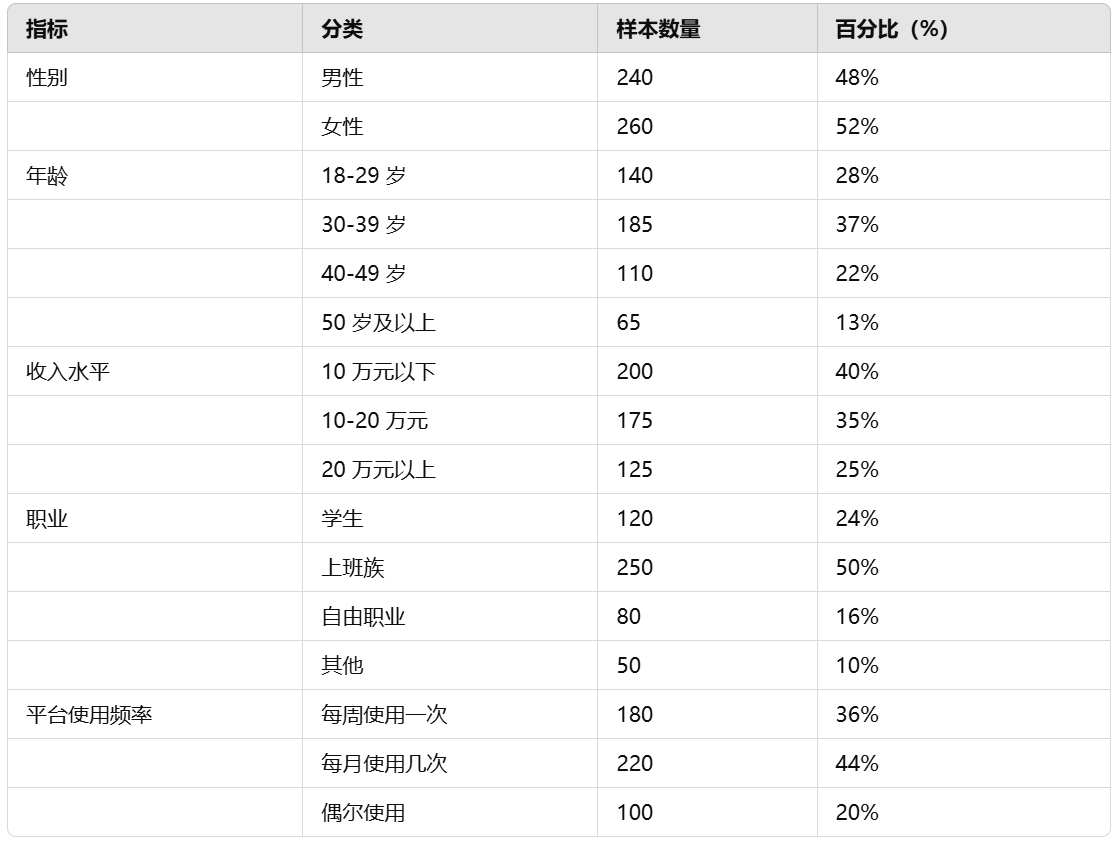 指标 分类 样本数量 百分比（%）
性别 男性 240 48%
女性 260 52%
年龄 18-29 岁 140 28%
30-39 岁 185 37%
40-49 岁 110 22%
50 岁及以上 65 13%
收入水平 10 万元以下 200 40%
10-20 万元 175 35%
20 万元以上 125 25%
职业 学生 120 24%
上班族 250 50%
自由职业 80 16%
其他 50 10%
平台使用频率 每周使用一次 180 36%
每月使用几次 220 44%
偶尔使用 100 20%